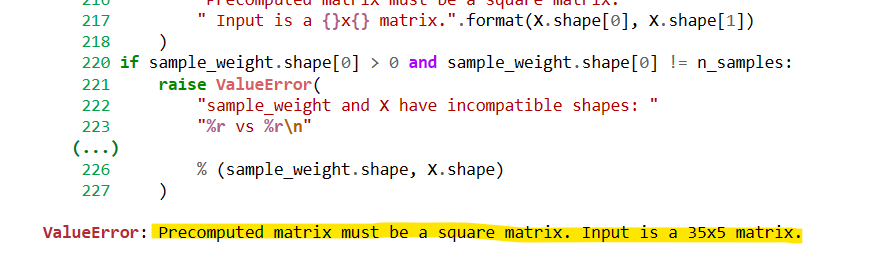 216 "Precomputed matrix must be a square matrix."
217 " Input is a {}x{} matrix.".format(X.shape[0], X.shape[1])
218 )
220 if sample_weight.shape[0] > 0 and sample_weight.shape[0] != n_samples:
221 raise ValueError(
222 "sample_weight and X have incompatible shapes: "
223 "%r vs %r\n"
(...)
226 % (sample_weight.shape, X.shape)
227 )
ValueError: Precomputed matrix must be a square matrix. Input is a 35x5 matrix.